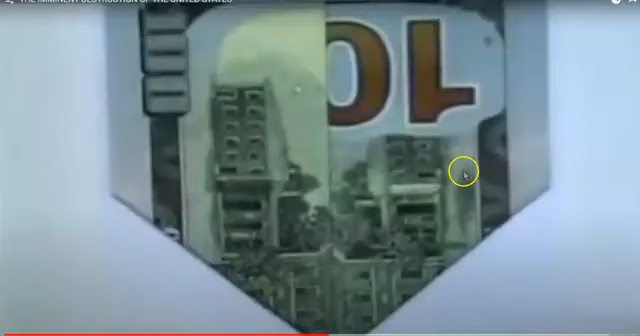 THE IMMINENT DESTRUCTION OF THE UNITED STATES
10